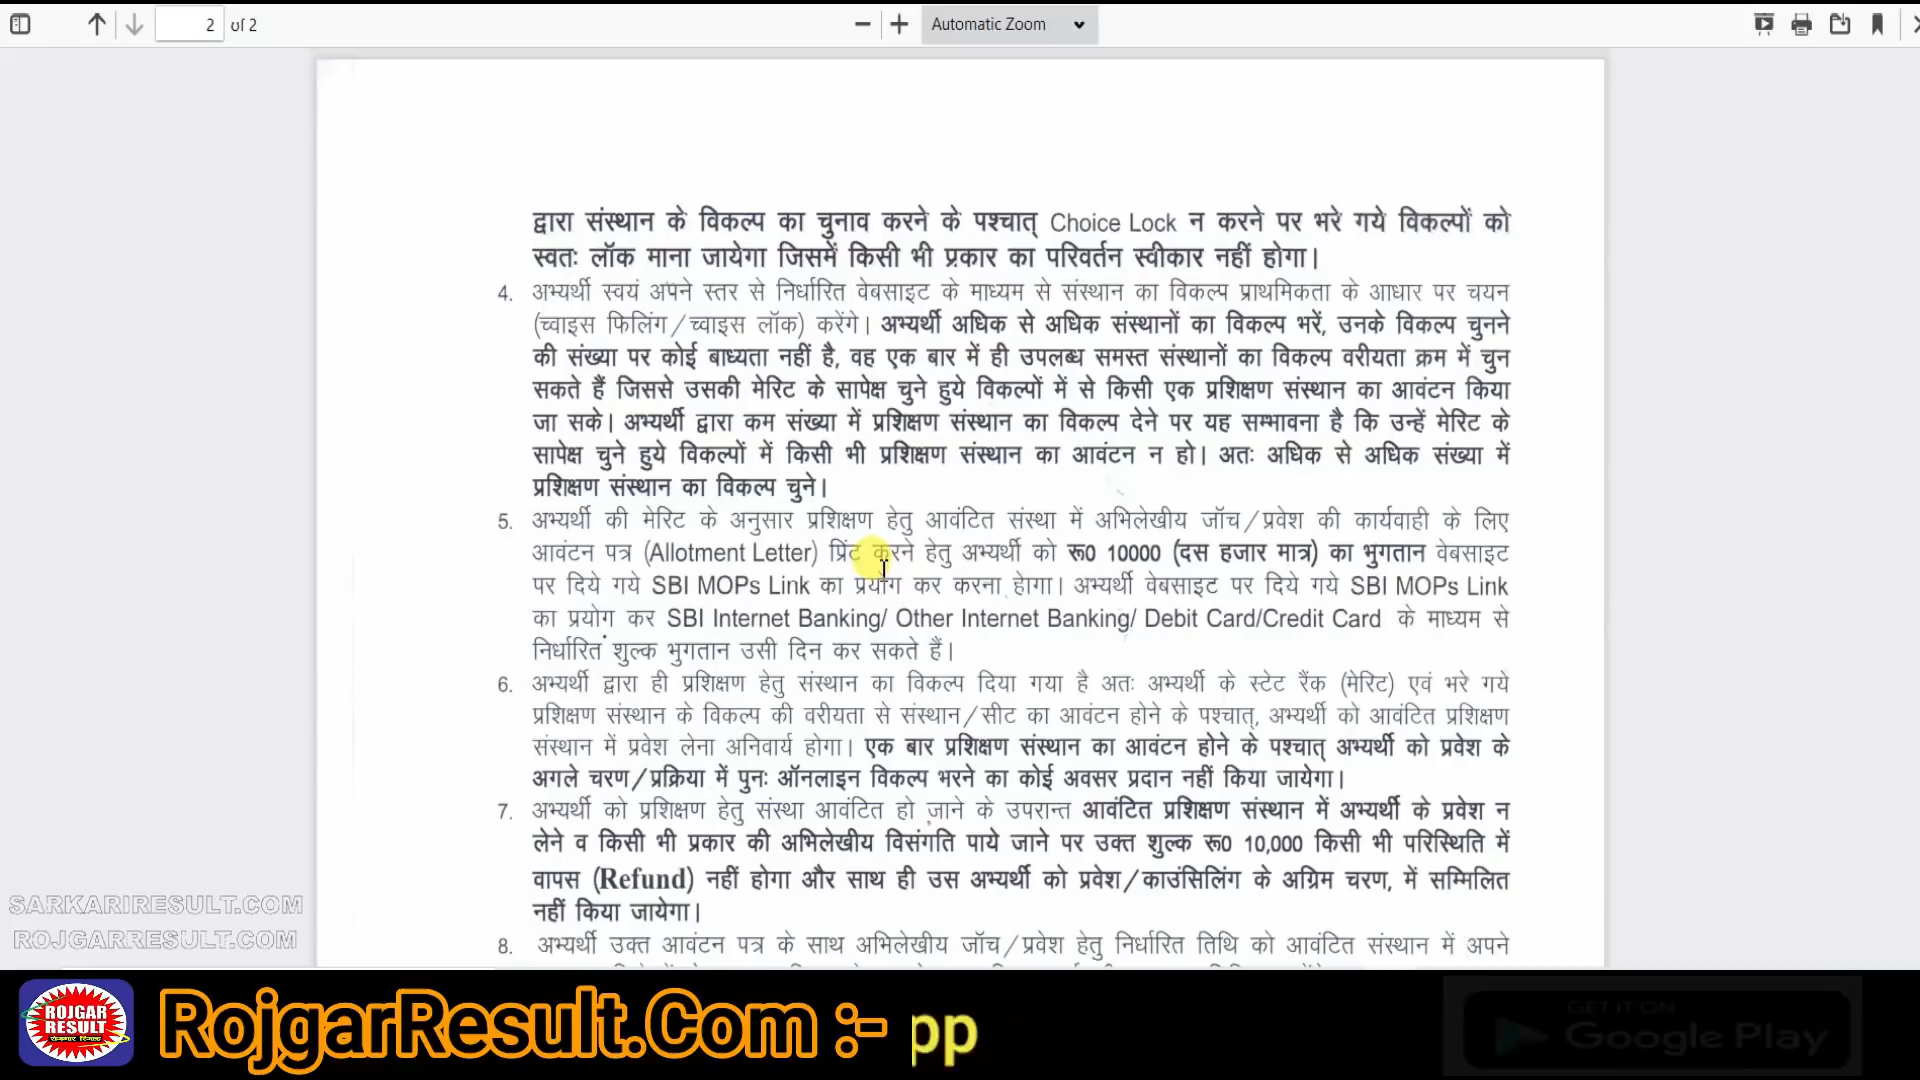 2 of 2
Automatic Zoom
द्वारा संस्थान के विकल्प का चुनाव करने के पश्चात् Choice Lock न करने पर भरे गये विकल्पों को
स्वतः लॉक माना जायेगा जिसमें किसी भी प्रकार का परिवर्तन स्वीकार नहीं होगा।
4. अभ्यर्थी स्वयं अपने स्तर से निर्धारित वेबसाइट के माध्यम से संस्थान का विकल्प प्राथमिकता के आधार पर चयन
(च्वाइस फिलिंग/च्वाइस लॉक) करेंगे। अभ्यर्थी अधिक से अधिक संस्थानों का विकल्प भरें, उनके विकल्प चुनने
की संख्या पर कोई बाध्यता नहीं है, वह एक बार में ही उपलब्ध समस्त संस्थानों का विकल्प वरीयता क्रम में चुन
सकते हैं जिससे उसकी मेरिट के सापेक्ष चुने हुये विकल्पों में से किसी एक प्रशिक्षण संस्थान का आवंटन किया
जा सके। अभ्यर्थी द्वारा कम संख्या में प्रशिक्षण संस्थान का विकल्प देने पर यह सम्भावना है कि उन्हें मेरिट के
सापेक्ष चुने हुये विकल्पों में किसी भी प्रशिक्षण संस्थान का आवंटन न हो। अतः अधिक से अधिक संख्या में
प्रशिक्षण संस्थान का विकल्प चुने।
5. अभ्यर्थी की मेरिट के अनुसार प्रशिक्षण हेतु आवंटित संस्था में अभिलेखीय जॉच/प्रवेश की कार्यवाही के लिए
आवंटन पत्र (Allotment Letter) प्रिंट करने हेतु अभ्यर्थी को रू0 10000 (दस हजार मात्र) का भुगतान वेबसाइट
पर दिये गये SBI MOPs Link का प्रयोग कर करना होगा। अभ्यर्थी वेबसाइट पर दिये गये SBI MOPs Link
का प्रयोग कर SBI Internet Banking/ Other Internet Banking/ Debit Card/Credit Card के माध्यम से
निर्धारित शुल्क भुगतान उसी दिन कर सकते हैं।
6. अभ्यर्थी द्वारा ही प्रशिक्षण हेतु संस्थान का विकल्प दिया गया है अतः अभ्यर्थी के स्टेट रैंक (मेरिट) एवं भरे गये
प्रशिक्षण संस्थान के विकल्प की वरीयता से संस्थान/सीट का आवंटन होने के पश्चात्, अभ्यर्थी को आवंटित प्रशिक्षण
संस्थान में प्रवेश लेना अनिवार्य होगा। एक बार प्रशिक्षण संस्थान का आवंटन होने के पश्चात् अभ्यर्थी को प्रवेश के
अगले चरण/प्रक्रिया में पुनः ऑनलाइन विकल्प भरने का कोई अवसर प्रदान नहीं किया जायेगा।
7. अभ्यर्थी को प्रशिक्षण हेतु संस्था आवंटित हो जाने के उपरान्त आवंटित प्रशिक्षण संस्थान में अभ्यर्थी के प्रवेश न
लेने व किसी भी प्रकार की अभिलेखीय विसंगति पाये जाने पर उक्त शुल्क रू0 10,000 किसी भी परिस्थिति में
वापस (Refund) नहीं होगा और साथ ही उस अभ्यर्थी को प्रवेश/काउंसिलिंग के अग्रिम चरण, में सम्मिलित
नहीं किया जायेगा।
8. अभ्यर्थी उक्त आवंटन पत्र के साथ अभिलेखीय जॉच/प्रवेश हेतु निर्धारित तिथि को आवंटित संस्थान में अपने
SARKARIRESULT.COM
ROJGARRESULT.COM
ROJGAR
RESULT
रोजगार रिजल्ट
RojgarResult.Com :- pp
GET IT ON
Google Play